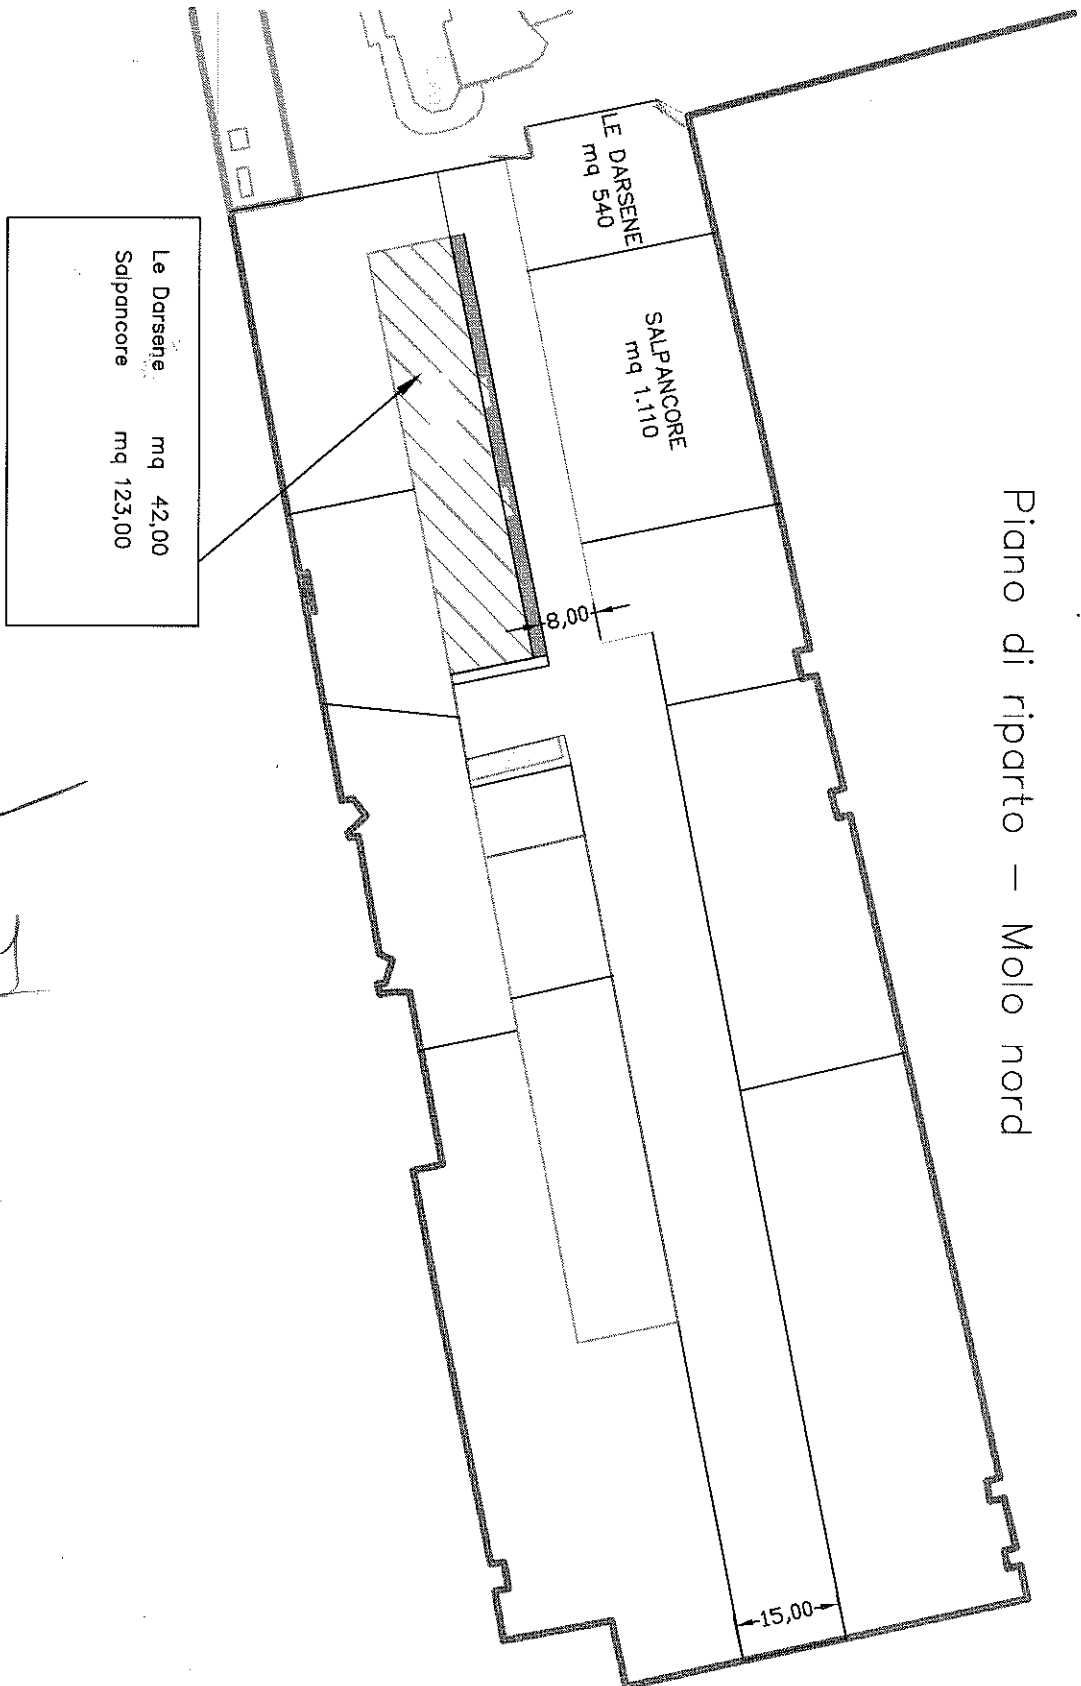 Piano di riparto – Molo nord
LE DARSENE
mq 540
SALPANCORE
mq 1.110
8,00
15,00
Le Darsene mq 42,00
Salpancore mq 123,00